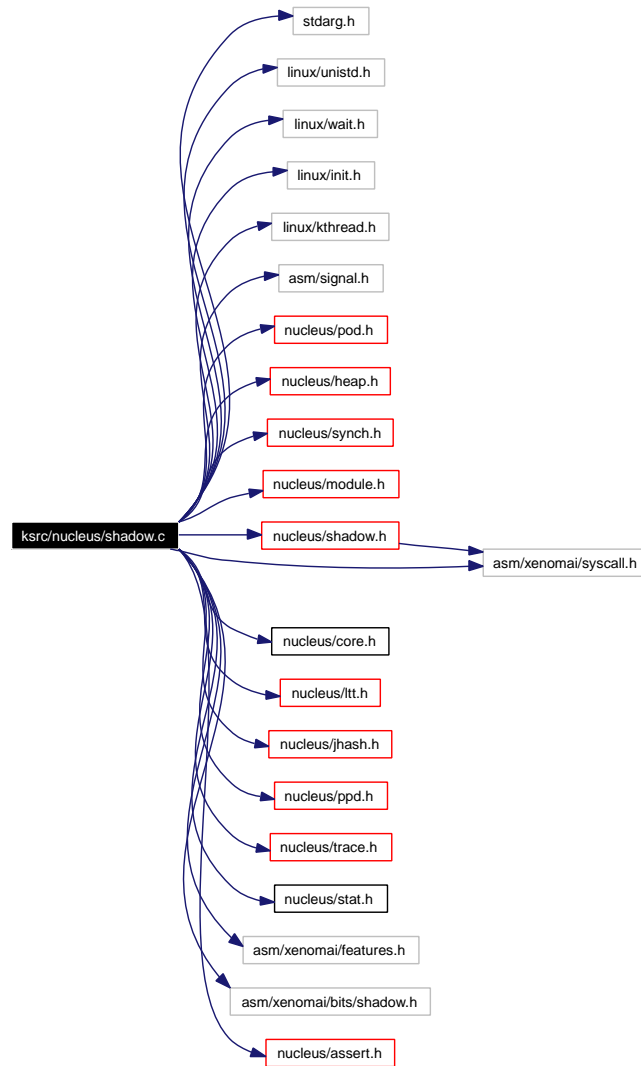 stdarg.h
linux/unistd.h
linux/wait.h
linux/init.h
linux/kthread.h
asm/signal.h
nucleus/pod.h
nucleus/heap.h
nucleus/synch.h
nucleus/module.h
ksrc/nucleus/shadow.c
nucleus/shadow.h
asm/xenomai/syscall.h
nucleus/core.h
nucleus/ltt.h
nucleus/jhash.h
nucleus/ppd.h
nucleus/trace.h
nucleus/stat.h
asm/xenomai/features.h
asm/xenomai/bits/shadow.h
nucleus/assert.h